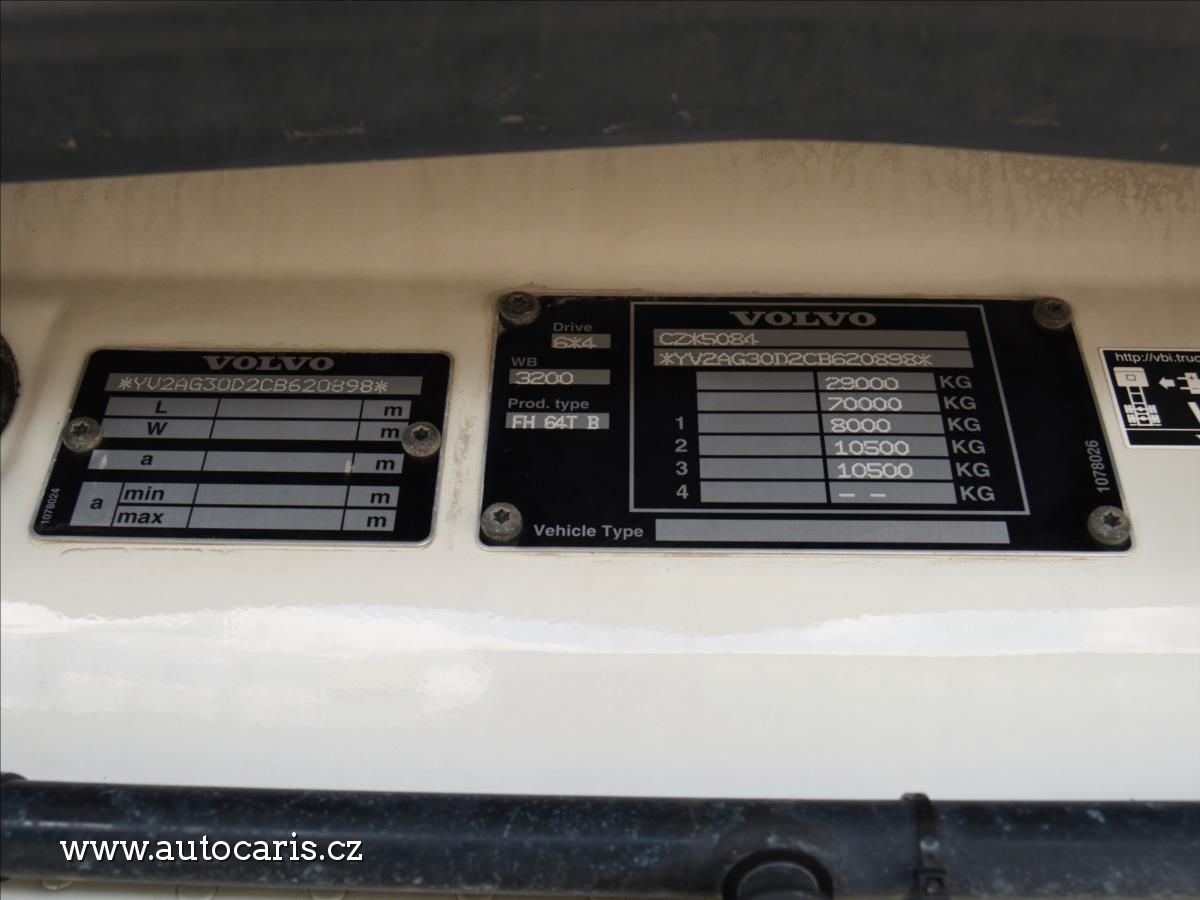 VOLVO
*YV2AG30D2CB620898*
L m
W m
a m
a min m
max m
1078024
Drive
6*4
WB
3200
Prod. type
FH 64T B
VOLVO
CZ*5084
*YV2AG30D2CB620898*
29000 KG
70000 KG
1 8000 KG
2 10500 KG
3 10500 KG
4 – – KG
Vehicle Type
1078026
http://vbi.truc
www.autocaris.cz